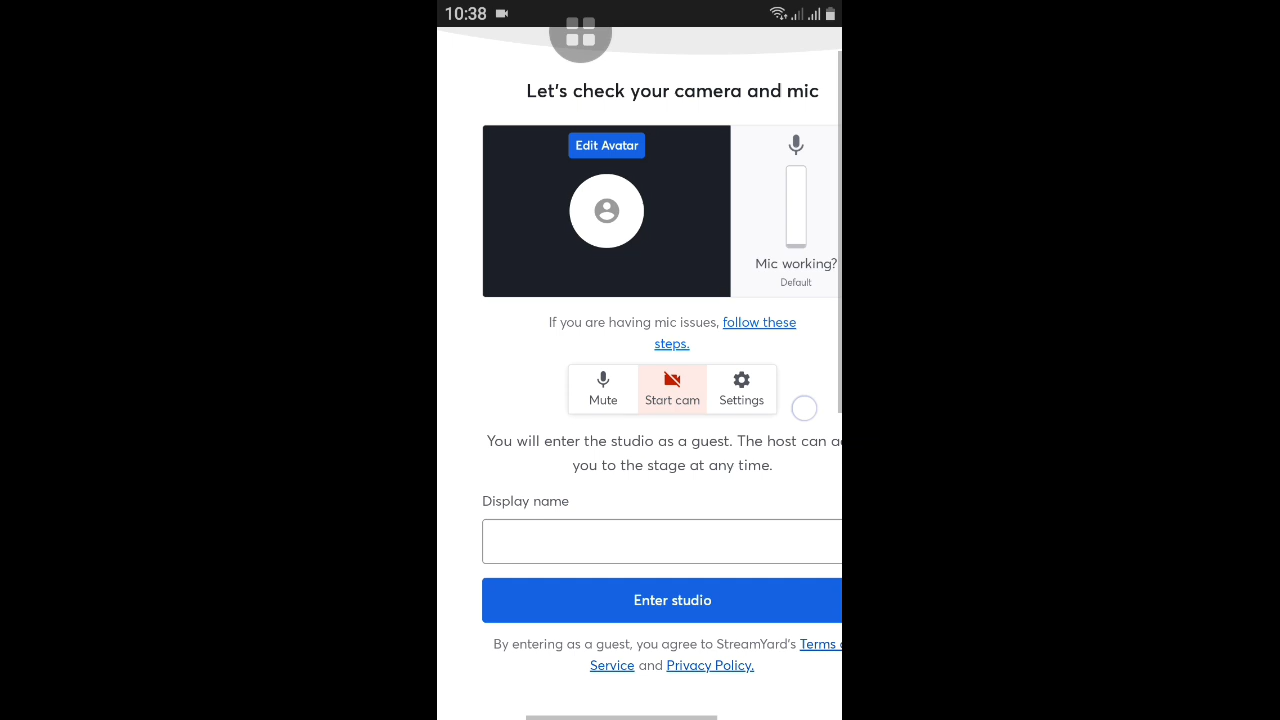 10:38
Let's check your camera and mic
Edit Avatar
Mic working?
Default
If you are having mic issues, follow these
steps.
Mute
Start cam
Settings
You will enter the studio as a guest. The host can a
you to the stage at any time.
Display name
Enter studio
By entering as a guest, you agree to StreamYard's Terms
Service and Privacy Policy.